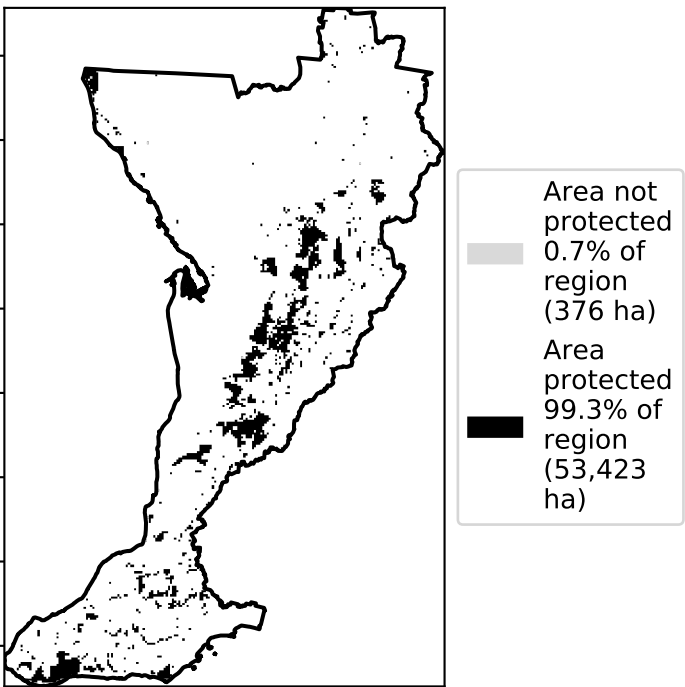 Area not
protected
0.7% of
region
(376 ha)
Area
protected
99.3% of
region
(53,423
ha)